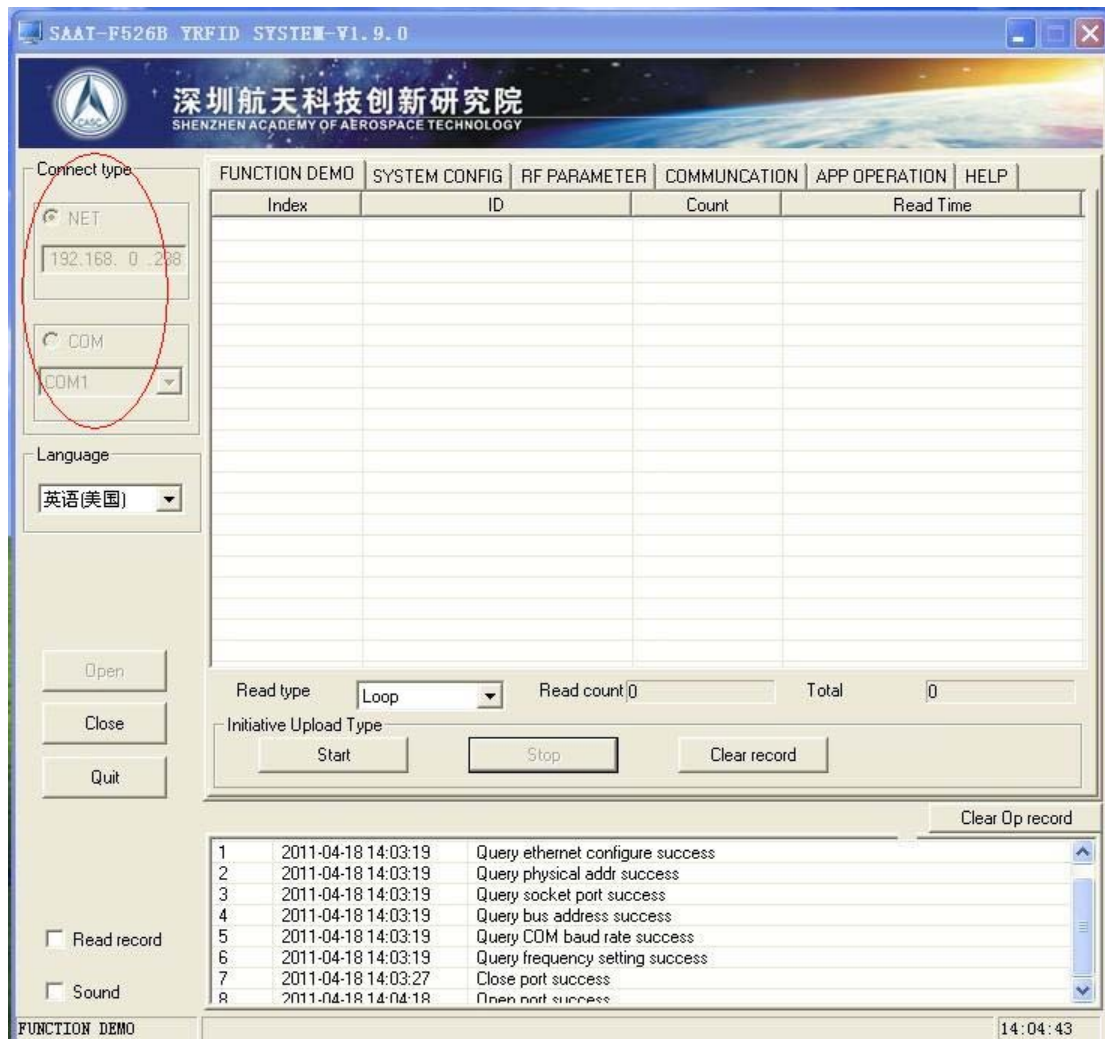 SAAT-F526B YRFID SYSTEM-V1.9.0
CASC
深圳航天科技创新研究院
SHENZHEN ACADEMY OF AEROSPACE TECHNOLOGY
Connect type
NET
192.168. 0 .238
COM
COM1
Language
英语(美国)
Open
Close
Quit
Read record
Sound
FUNCTION DEMO SYSTEM CONFIG RF PARAMETER COMMUNCATION APP OPERATION HELP
Index ID Count Read Time
Read type Loop Read count 0 Total 0
Initiative Upload Type
Start Stop Clear record
Clear Op record
1 2011-04-18 14:03:19 Query ethernet configure success
2 2011-04-18 14:03:19 Query physical addr success
3 2011-04-18 14:03:19 Query socket port success
4 2011-04-18 14:03:19 Query bus address success
5 2011-04-18 14:03:19 Query COM baud rate success
6 2011-04-18 14:03:19 Query frequency setting success
7 2011-04-18 14:03:27 Close port success
8 2011-04-18 14:04:18 Open port success
FUNCTION DEMO 14:04:43